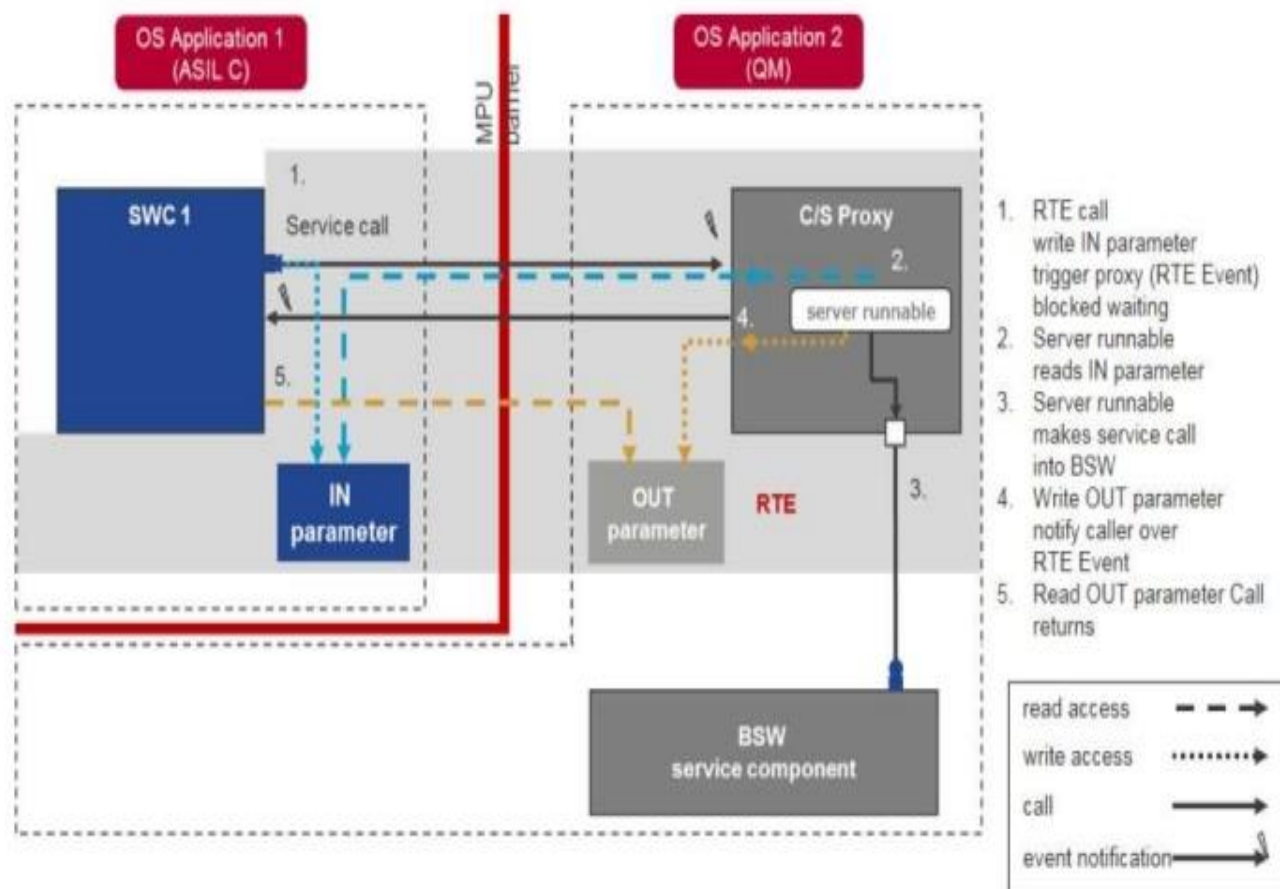 OS Application 1
(ASIL C)
OS Application 2
(QM)
MPU
barrier
1.
Service call
SWC 1
C/S Proxy
2.
server runnable
4.
5.
IN
parameter
OUT
parameter
RTE
3.
BSW
service component
1. RTE call
write IN parameter
trigger proxy (RTE Event)
blocked waiting
2. Server runnable
reads IN parameter
3. Server runnable
makes service call
into BSW
4. Write OUT parameter
notify caller over
RTE Event
5. Read OUT parameter Call
returns
read access
write access
call
event notification